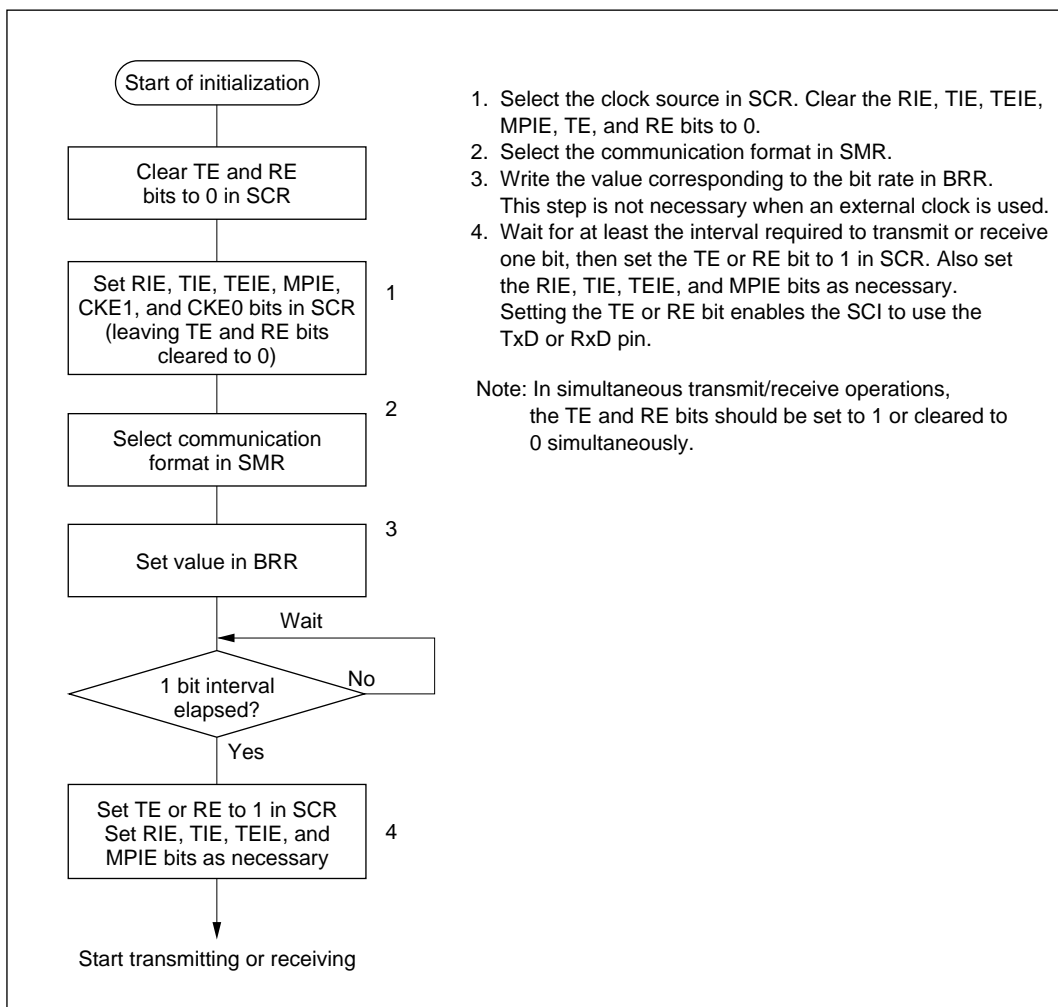 Start of initialization
Clear TE and RE
bits to 0 in SCR
Set RIE, TIE, TEIE, MPIE,
CKE1, and CKE0 bits in SCR
(leaving TE and RE bits
cleared to 0)
1
2
Select communication
format in SMR
3
Set value in BRR
Wait
1 bit interval
elapsed?
No
Yes
Set TE or RE to 1 in SCR
Set RIE, TIE, TEIE, and
MPIE bits as necessary
4
Start transmitting or receiving
1. Select the clock source in SCR. Clear the RIE, TIE, TEIE,
MPIE, TE, and RE bits to 0.
2. Select the communication format in SMR.
3. Write the value corresponding to the bit rate in BRR.
This step is not necessary when an external clock is used.
4. Wait for at least the interval required to transmit or receive
one bit, then set the TE or RE bit to 1 in SCR. Also set
the RIE, TIE, TEIE, and MPIE bits as necessary.
Setting the TE or RE bit enables the SCI to use the
TxD or RxD pin.
Note: In simultaneous transmit/receive operations,
the TE and RE bits should be set to 1 or cleared to
0 simultaneously.